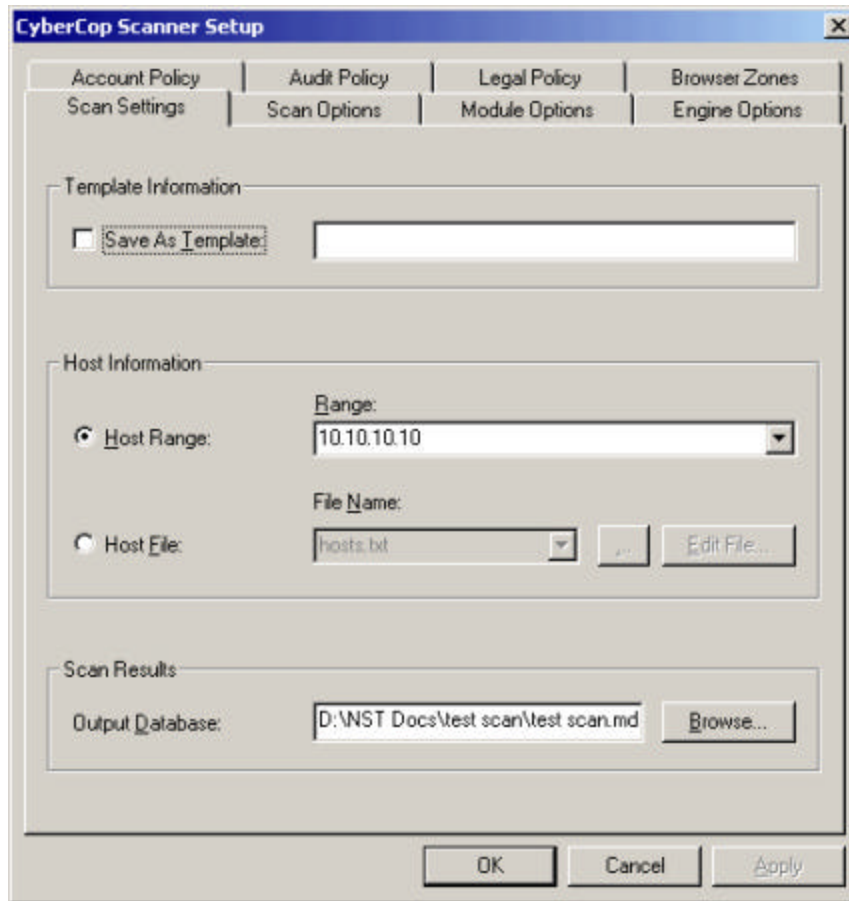 CyberCop Scanner Setup
Account Policy
Audit Policy
Legal Policy
Browser Zones
Scan Settings
Scan Options
Module Options
Engine Options
Template Information
Save As Template:
Host Information
Range:
Host Range:
10.10.10.10
File Name:
Host File:
hosts.txt
...
Edit File...
Scan Results
Output Database:
D:\NST Docs\test scan\test scan.md
Browse...
OK
Cancel
Apply